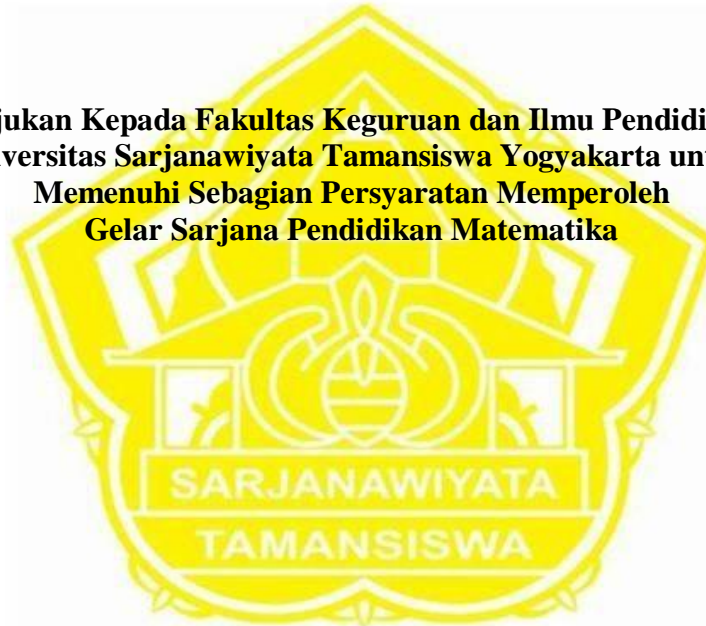 jukan Kepada Fakultas Keguruan dan Ilmu Pendidi
versitas Sarjanawiyata Tamansiswa Yogyakarta un
Memenuhi Sebagian Persyaratan Memperoleh
Gelar Sarjana Pendidikan Matematika
SARJANAWIYATA
TAMANSISWA